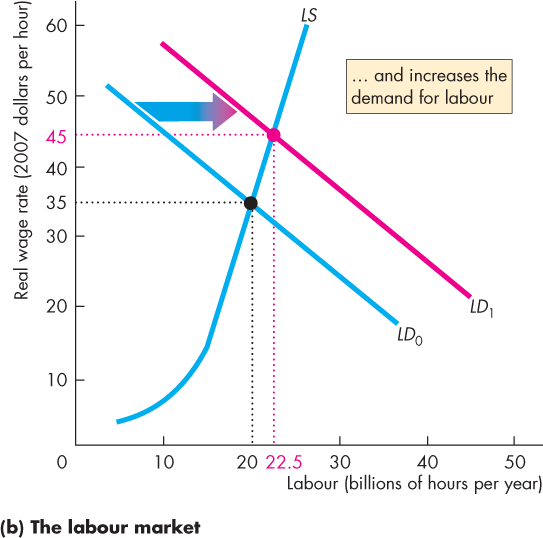 Real wage rate (2007 dollars per hour)
60
50
45
40
35
30
20
10
0
LS
… and increases the
demand for labour
LD1
LD0
10
20
22.5
30
40
50
Labour (billions of hours per year)
(b) The labour market